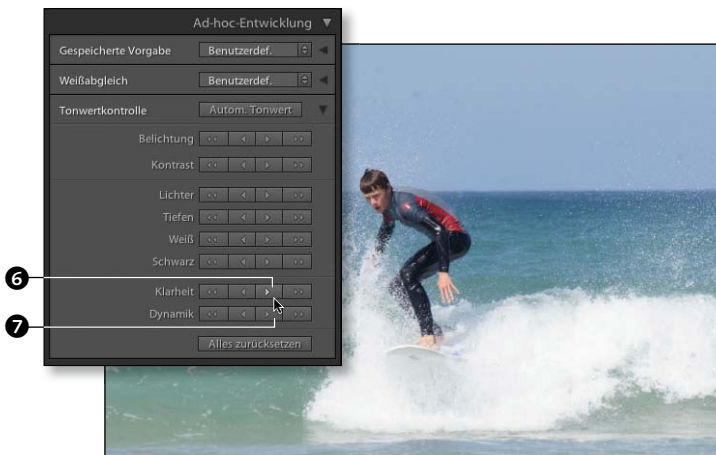 Ad-hoc-Entwicklung
Gespeicherte Vorgabe Benutzerdef.
Weißabgleich Benutzerdef.
Tonwertkontrolle Autom. Tonwert
Belichtung
Kontrast
Lichter
Tiefen
Weiß
Schwarz
6 Klarheit
7 Dynamik
Alles zurücksetzen